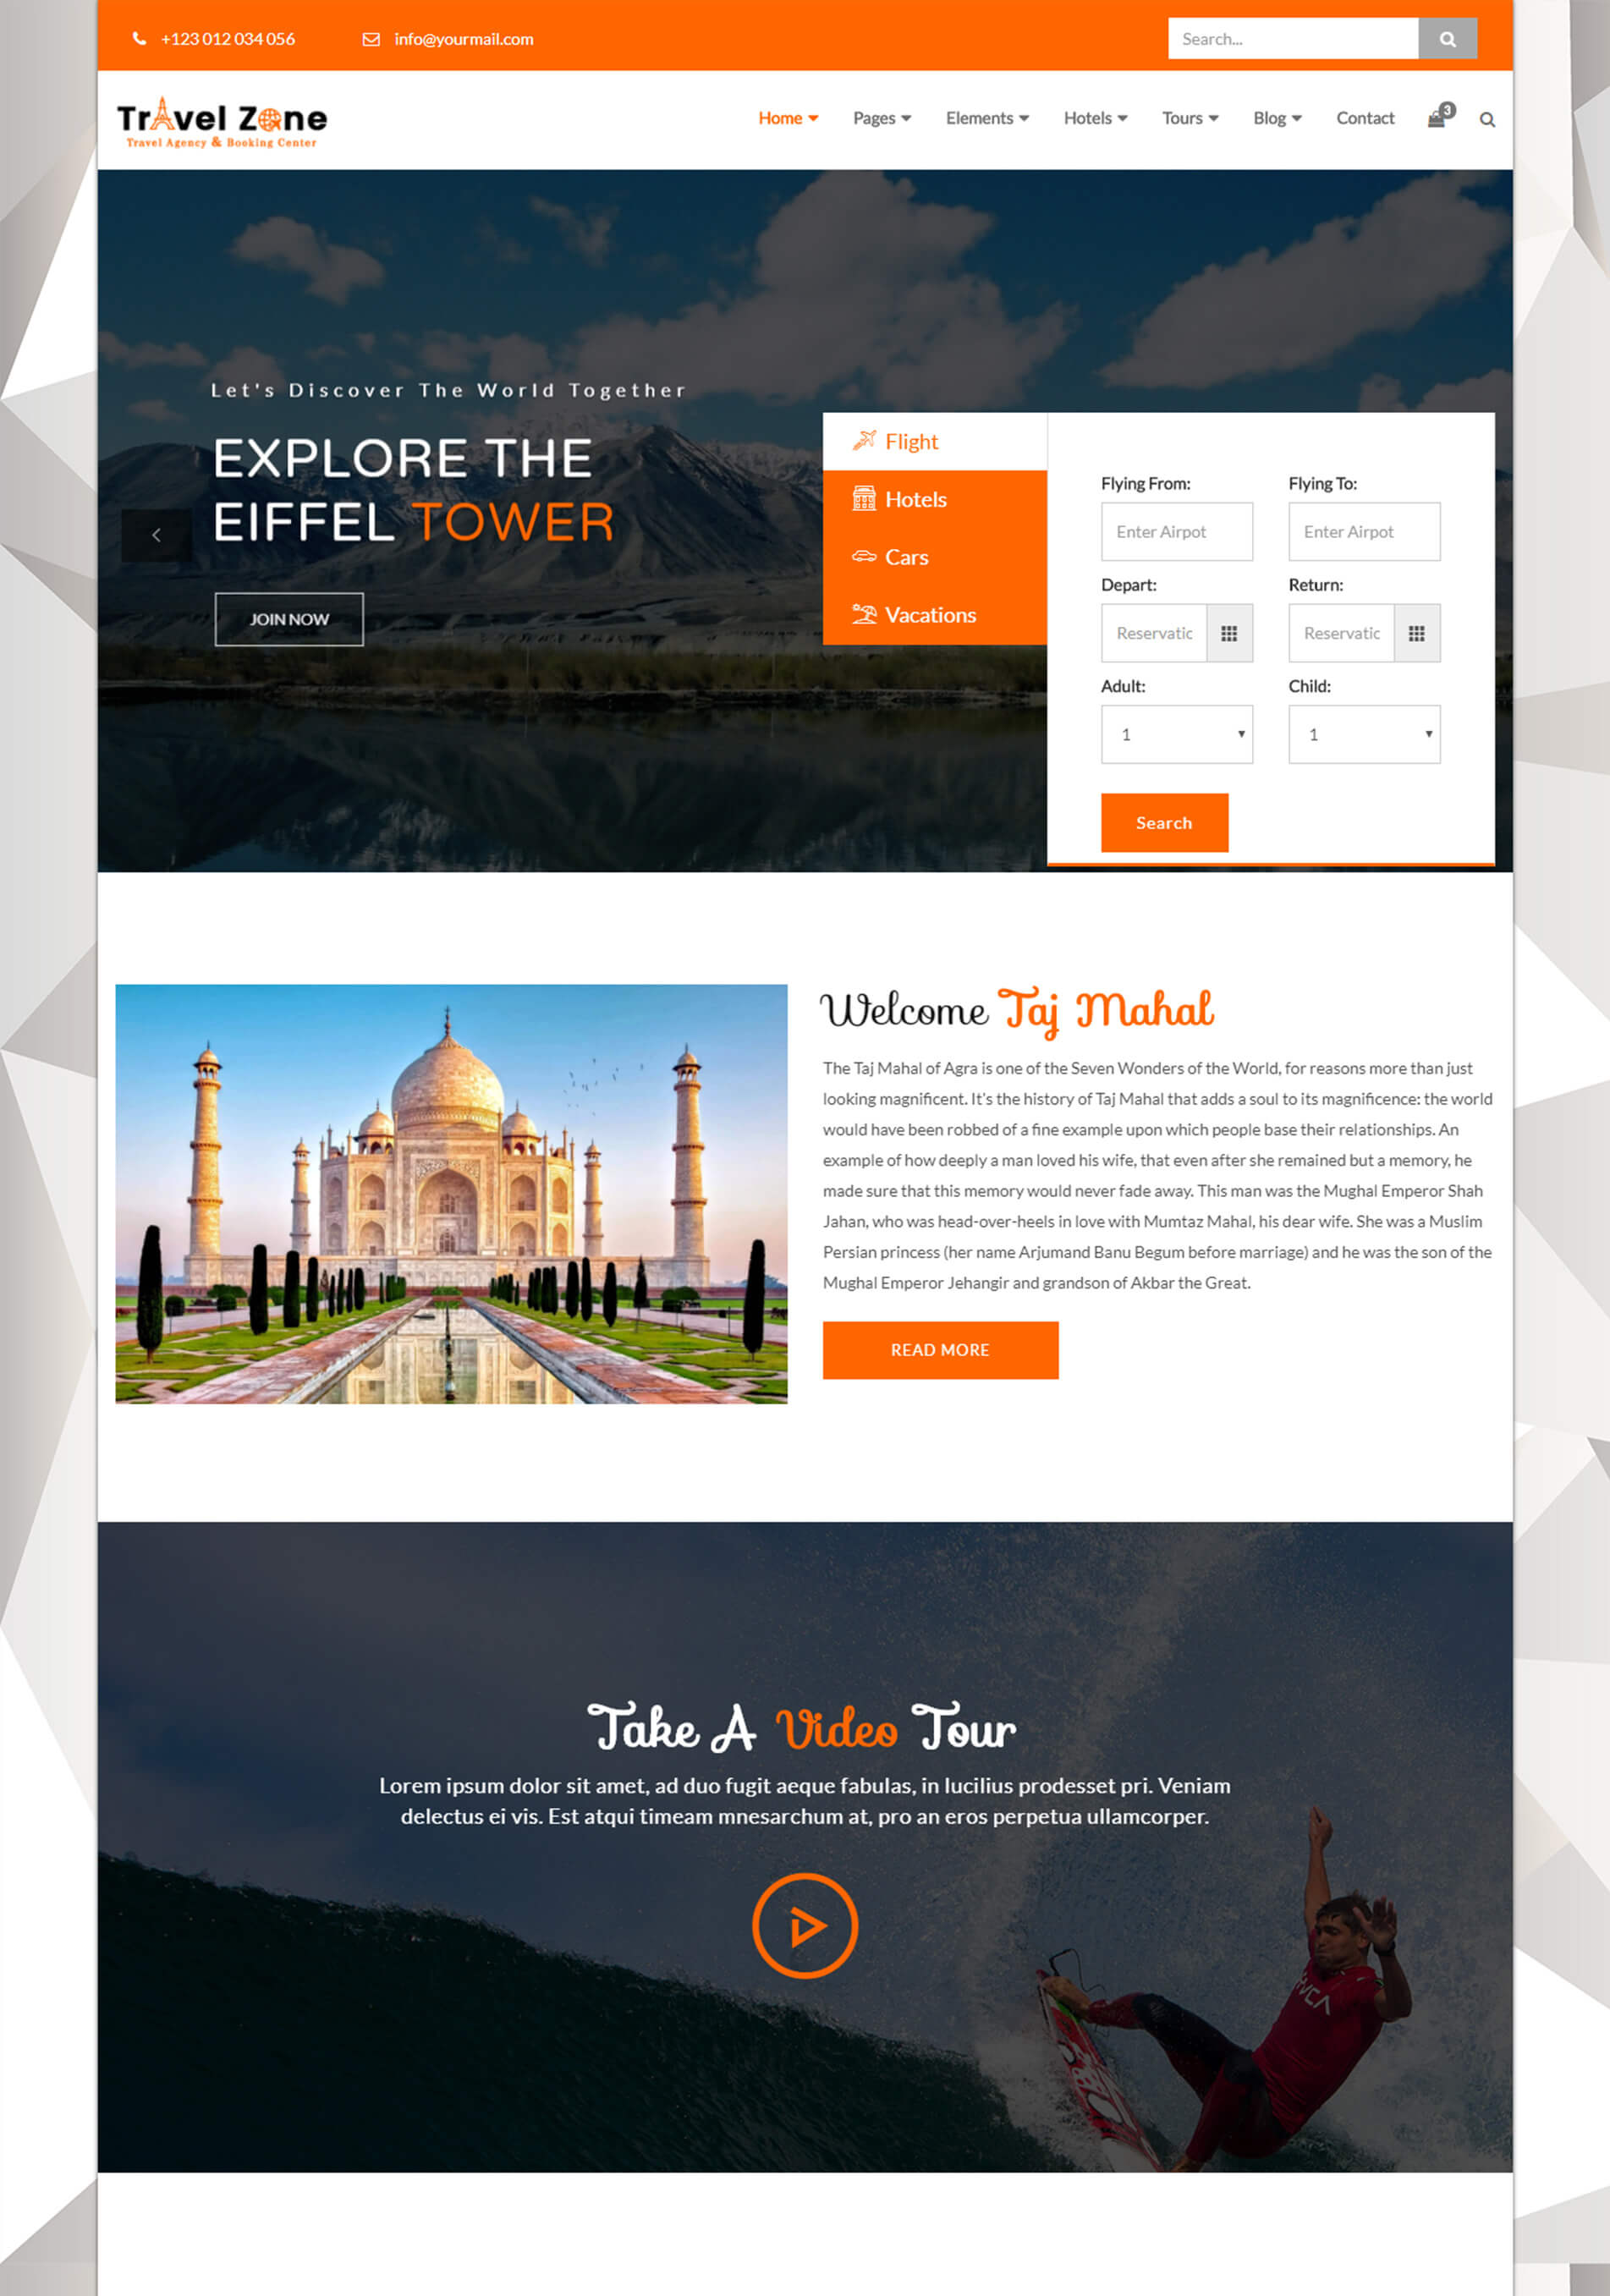 +123 012 034 056
info@yourmail.com
Search...
TrAvel Zone
Travel Agency & Booking Center
Home
Pages
Elements
Hotels
Tours
Blog
Contact
3
Let's Discover The World Together
EXPLORE THE
EIFFEL TOWER
JOIN NOW
Flight
Hotels
Cars
Vacations
Flying From:
Flying To:
Enter Airpot
Enter Airpot
Depart:
Return:
Reservatic
Reservatic
Adult:
Child:
1
1
Search
Welcome Taj Mahal
The Taj Mahal of Agra is one of the Seven Wonders of the World, for reasons more than just
looking magnificent. It's the history of Taj Mahal that adds a soul to its magnificence: the world
would have been robbed of a fine example upon which people base their relationships. An
example of how deeply a man loved his wife, that even after she remained but a memory, he
made sure that this memory would never fade away. This man was the Mughal Emperor Shah
Jahan, who was head-over-heels in love with Mumtaz Mahal, his dear wife. She was a Muslim
Persian princess (her name Arjumand Banu Begum before marriage) and he was the son of the
Mughal Emperor Jehangir and grandson of Akbar the Great.
READ MORE
Take A Video Tour
Lorem ipsum dolor sit amet, ad duo fugit aeque fabulas, in lucilius prodesset pri. Veniam
delectus ei vis. Est atqui timeam mnesarchum at, pro an eros perpetua ullamcorper.